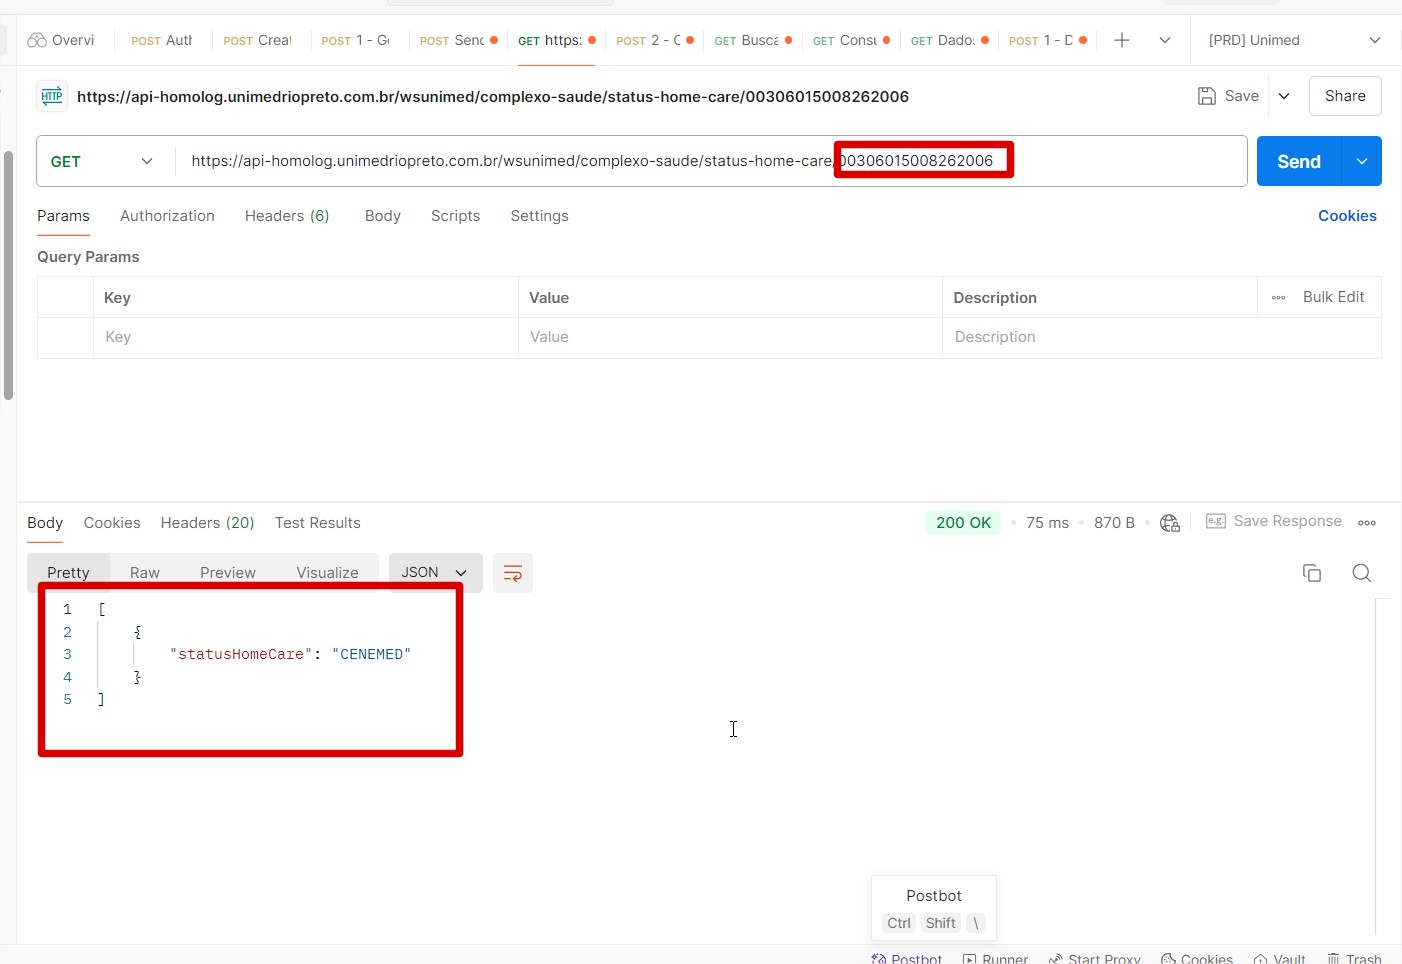 Overvi
POST Auth
POST Creat
POST 1 - Ge
POST Senc
GET https:
POST 2 - C
GET Busca
GET Consu
GET Dados
POST 1 - D
[PRD] Unimed
HTTP https://api-homolog.unimedriopreto.com.br/wsunimed/complexo-saude/status-home-care/00306015008262006
Save
Share
GET
https://api-homolog.unimedriopreto.com.br/wsunimed/complexo-saude/status-home-care/00306015008262006
Send
Params Authorization Headers (6) Body Scripts Settings Cookies
Query Params
Key Value Description Bulk Edit
Key Value Description
Body Cookies Headers (20) Test Results 200 OK 75 ms 870 B e.g. Save Response
Pretty Raw Preview Visualize JSON
1 [
2 {
3 "statusHomeCare": "CENEMED"
4 }
5 ]
Postbot
Ctrl Shift \
Postbot Runner Start Proxy Cookies Vault Trash